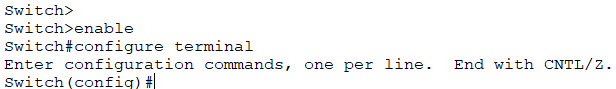 Switch>
Switch>enable
Switch#configure terminal
Enter configuration commands, one per line.  End with CNTL/Z.
Switch(config)#